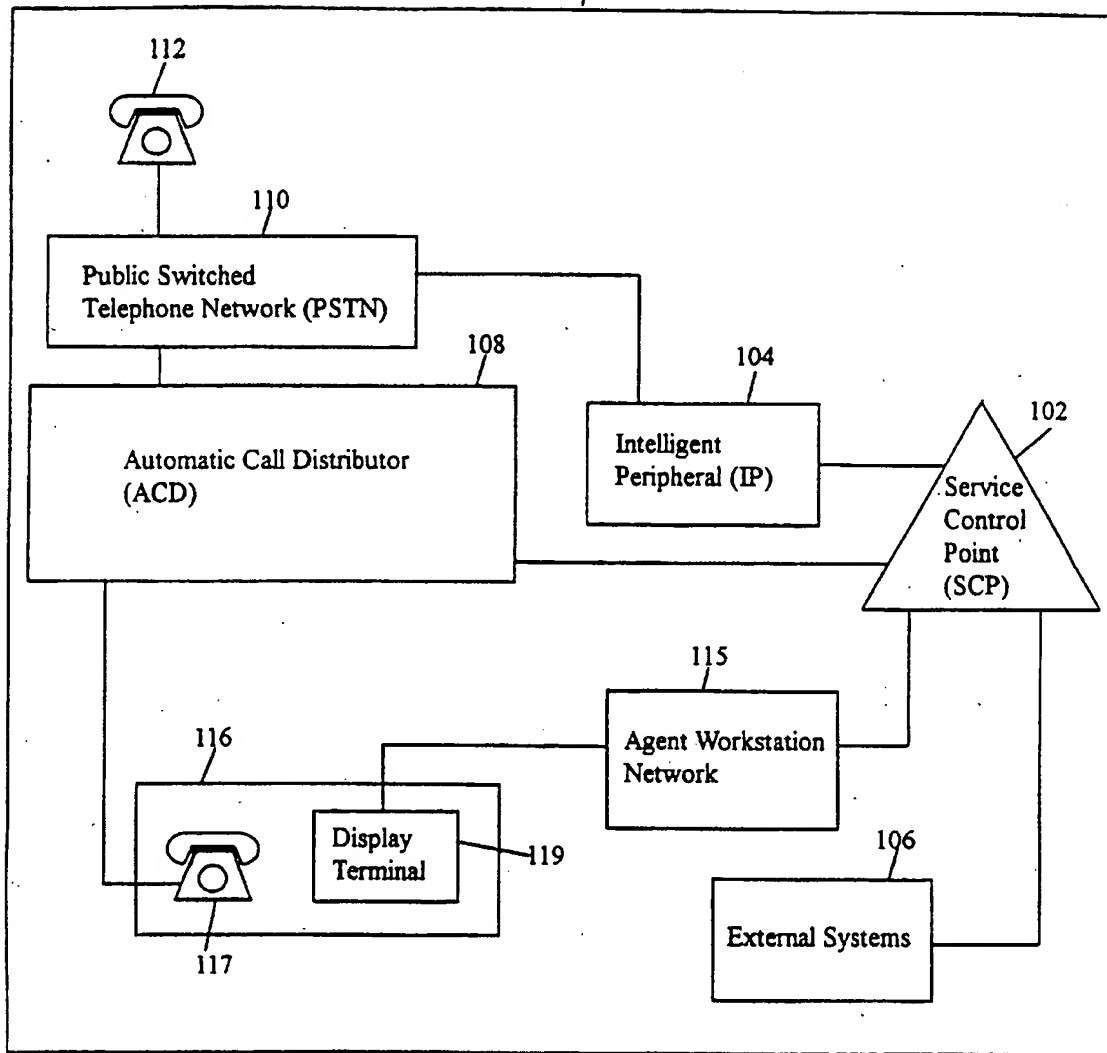 112
110
Public Switched
Telephone Network (PSTN)
108
Automatic Call Distributor
(ACD)
104
Intelligent
Peripheral (IP)
102
Service
Control
Point
(SCP)
115
Agent Workstation
Network
116
Display
Terminal
119
117
106
External Systems